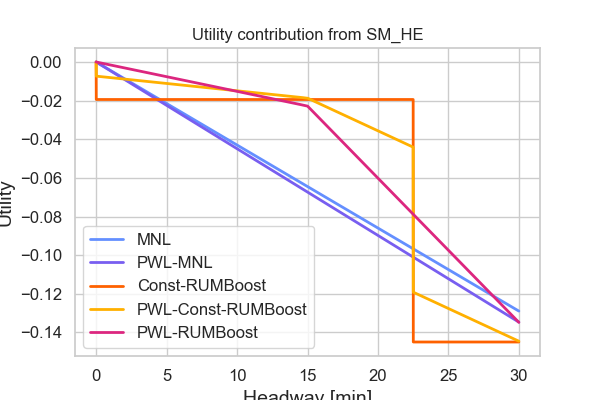 Utility contribution from SM_HE
0.00
−0.02
−0.04
−0.06
−0.08
−0.10
−0.12
−0.14
Utility
MNL
PWL-MNL
Const-RUMBoost
PWL-Const-RUMBoost
PWL-RUMBoost
0 5 10 15 20 25 30
Headway [min]